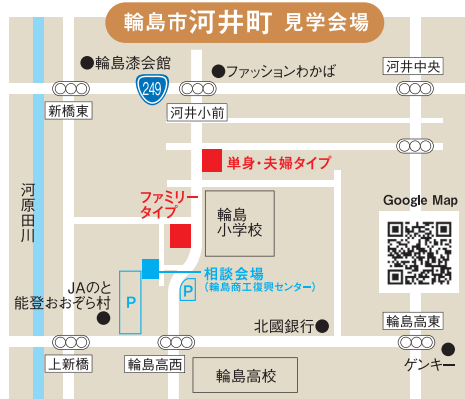 輪島市河井町 見学会場
輪島漆会館
ファッションわかば
河井中央
249
新橋東
河井小前
単身・夫婦タイプ
ファミリー
タイプ
輪島
小学校
Google Map
河原田川
相談会場
(輪島商工復興センター)
JAのと
能登おおぞら村
P
P
北國銀行
輪島高東
上新橋
輪島高西
ゲンキー
輪島高校